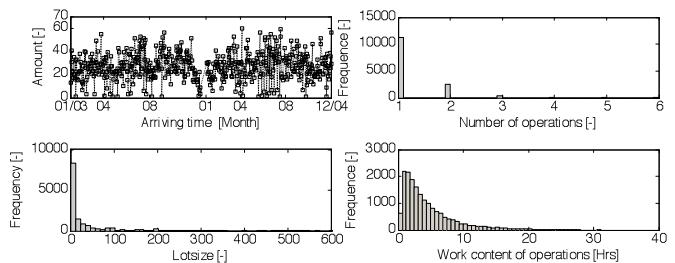 70
60
40
20
0
Amount [-]
01/03 04 08 01 04 08 12/04
Arriving time [Month]
15000
10000
5000
0
Frequence [-]
1 2 3 4 5 6
Number of operations [-]
10000
5000
0
Frequency [-]
0 100 200 300 400 500 600
Lotsize [-]
3000
2000
1000
0
Frequence [-]
0 10 20 30 40
Work content of operations [Hrs]